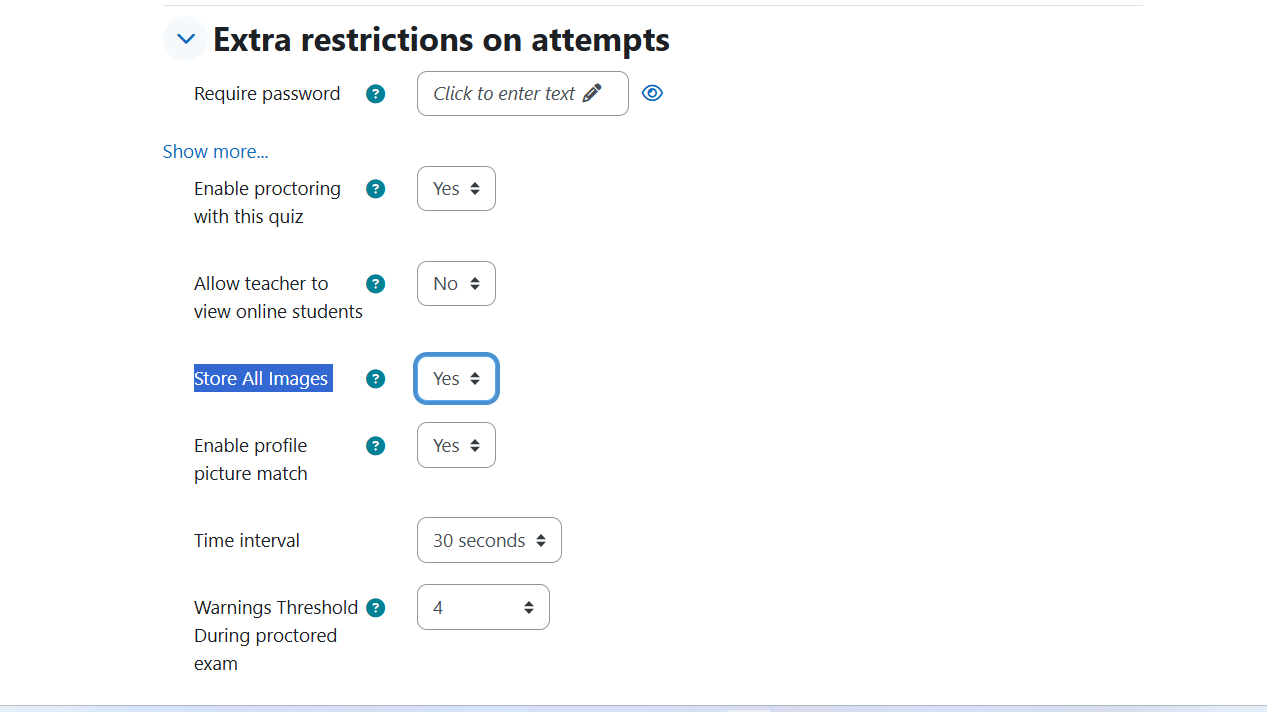 Extra restrictions on attempts
Require password
Click to enter text
Show more...
Enable proctoring
with this quiz
Yes
Allow teacher to
view online students
No
Store All Images
Yes
Enable profile
picture match
Yes
Time interval
30 seconds
Warnings Threshold
During proctored
exam
4